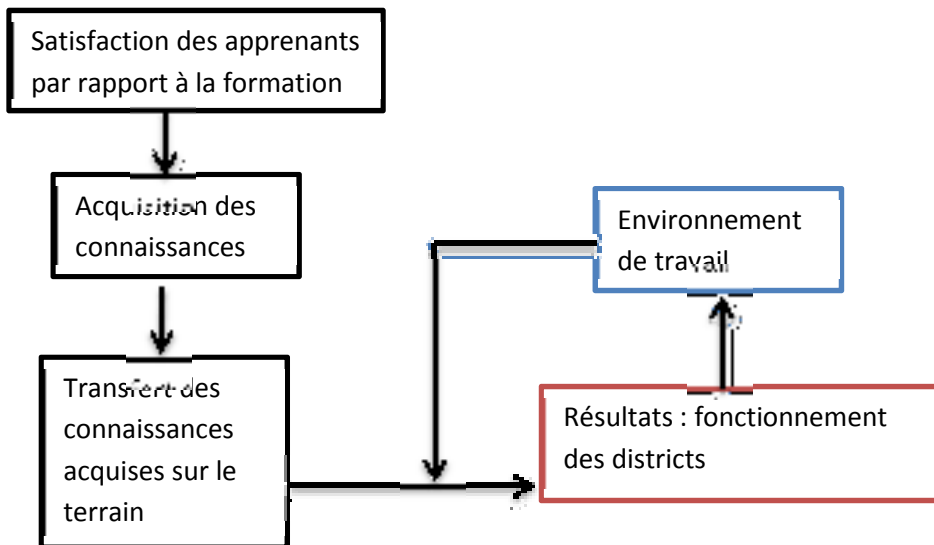 Satisfaction des apprenants
par rapport à la formation
Acquisition des
connaissances
Environnement
de travail
Transfert des
connaissances
acquises sur le
terrain
Résultats : fonctionnement
des districts